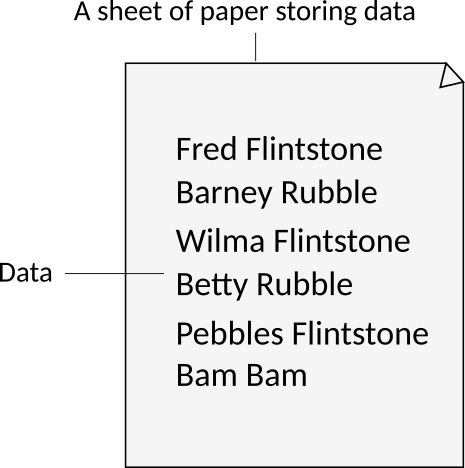 A sheet of paper storing data
Fred Flintstone
Barney Rubble
Wilma Flintstone
Data
Betty Rubble
Pebbles Flintstone
Bam Bam